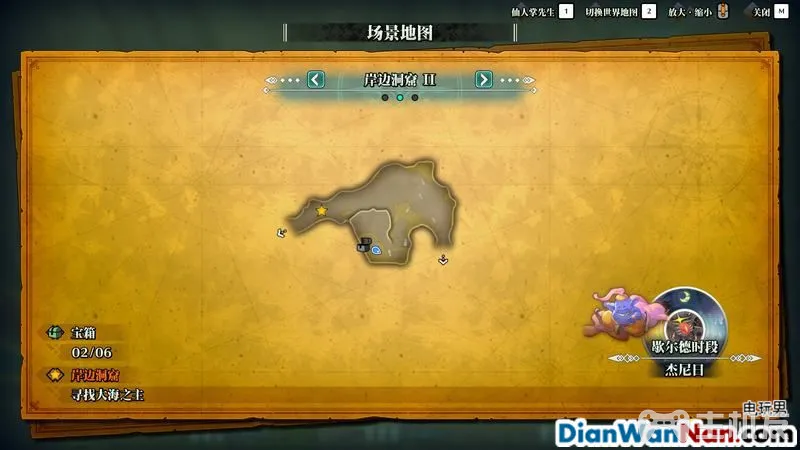 仙人掌先生 1 切换世界地图 2 放大·缩小 关闭 M
场景地图
岸边洞窟 II
宝箱
02/06
岸边洞窟
寻找大海之主
歇尔德时段
杰尼日
电玩男
DianWanNan.com